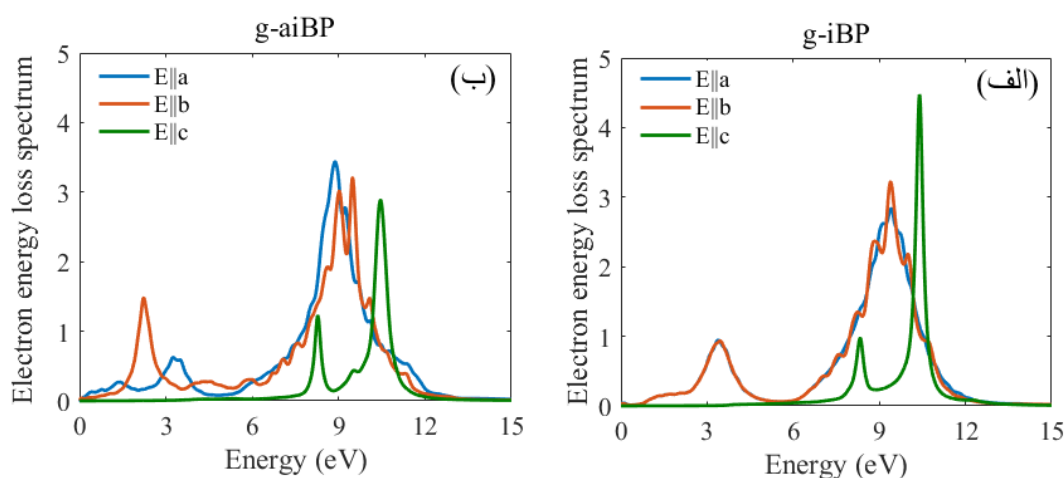 g-aiBP
(ب)
E||a
E||b
E||c
Electron energy loss spectrum
5
4
3
2
1
0
0 3 6 9 12 15
Energy (eV)
g-iBP
(الف)
E||a
E||b
E||c
Electron energy loss spectrum
5
4
3
2
1
0
0 3 6 9 12 15
Energy (eV)